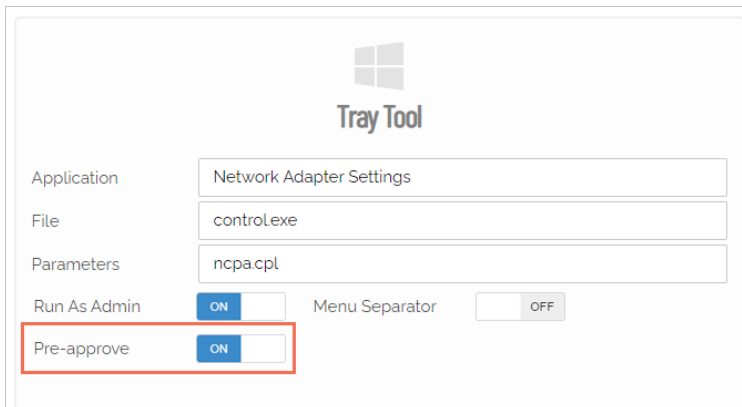 Tray Tool
Application Network Adapter Settings
File control.exe
Parameters ncpa.cpl
Run As Admin ON Menu Separator OFF
Pre-approve ON